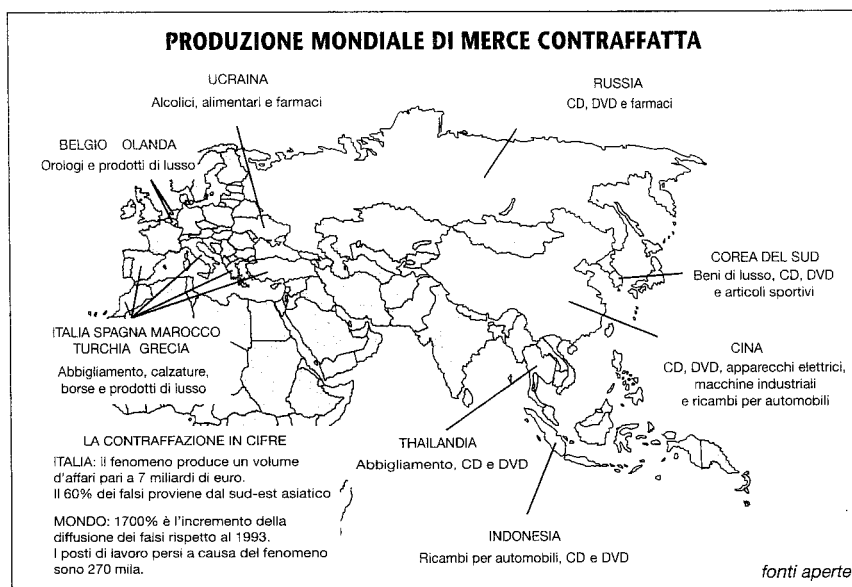 PRODUZIONE MONDIALE DI MERCE CONTRAFFATTA
UCRAINA
Alcolici, alimentari e farmaci
RUSSIA
CD, DVD e farmaci
BELGIO OLANDA
Orologi e prodotti di lusso
COREA DEL SUD
Beni di lusso, CD, DVD
e articoli sportivi
ITALIA SPAGNA MAROCCO
TURCHIA GRECIA
Abbigliamento, calzature,
borse e prodotti di lusso
CINA
CD, DVD, apparecchi elettrici,
macchine industriali
e ricambi per automobili
THAILANDIA
Abbigliamento, CD e DVD
INDONESIA
Ricambi per automobili, CD e DVD
LA CONTRAFFAZIONE IN CIFRE
ITALIA: il fenomeno produce un volume
d'affari pari a 7 miliardi di euro.
Il 60% dei falsi proviene dal sud-est asiatico
MONDO: 1700% è l'incremento della
diffusione dei falsi rispetto al 1993.
I posti di lavoro persi a causa del fenomeno
sono 270 mila.
fonti aperte